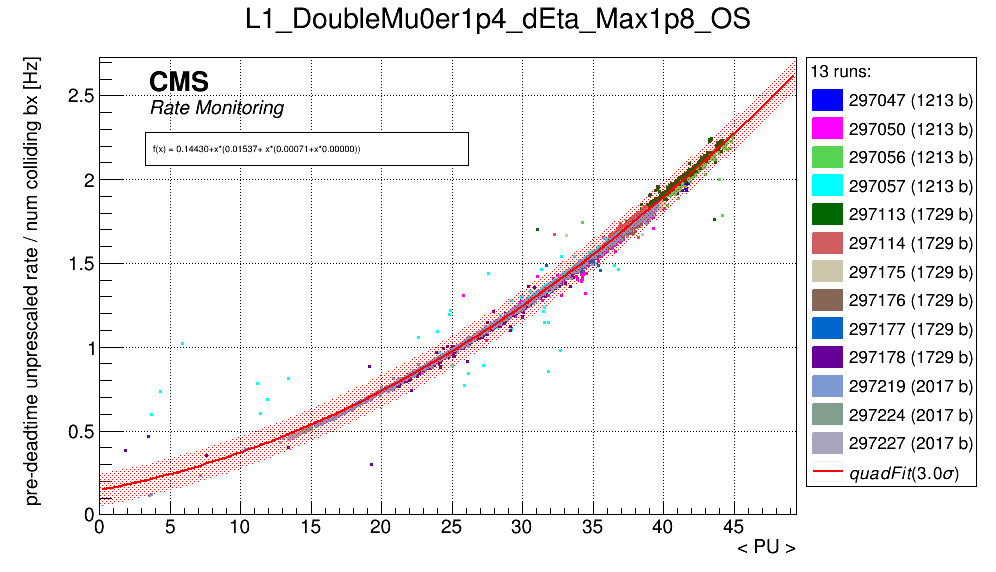 L1_DoubleMu0er1p4_dEta_Max1p8_OS
pre-deadtime unprescaled rate / num colliding bx [Hz]
CMS
Rate Monitoring
f(x) = 0.14430+x*(0.01537+ x*(0.00071+x*0.00000))
2.5
2
1.5
1
0.5
0
0 5 10 15 20 25 30 35 40 45
< PU >
13 runs:
297047 (1213 b)
297050 (1213 b)
297056 (1213 b)
297057 (1213 b)
297113 (1729 b)
297114 (1729 b)
297175 (1729 b)
297176 (1729 b)
297177 (1729 b)
297178 (1729 b)
297219 (2017 b)
297224 (2017 b)
297227 (2017 b)
quadFit(3.0σ)